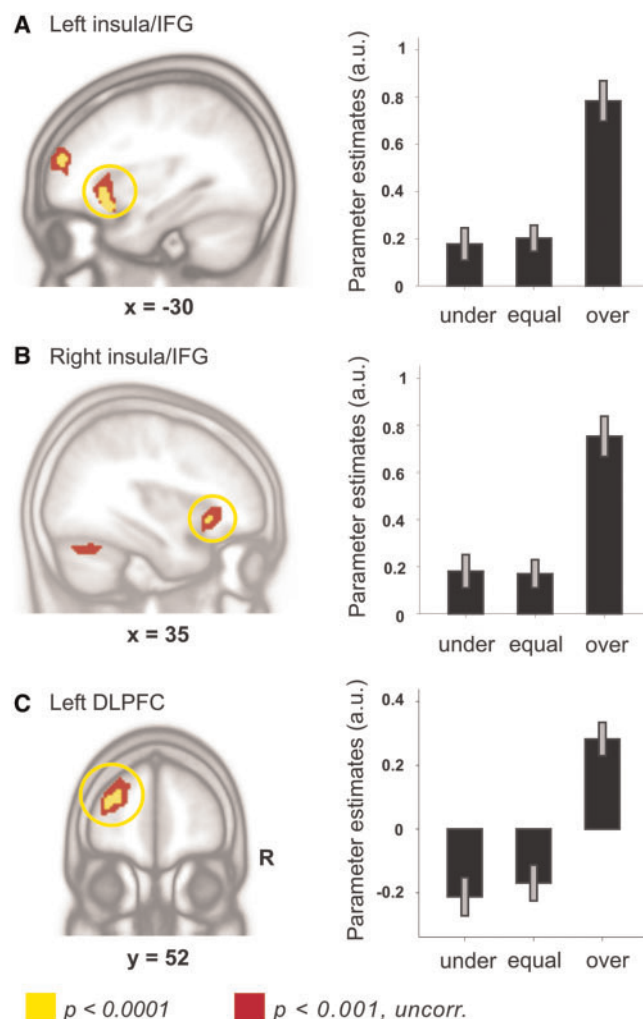 A Left insula/IFG
Parameter estimates (a.u.)
1
0.8
0.6
0.4
0.2
0
under equal over
x = -30
B Right insula/IFG
Parameter estimates (a.u.)
1
0.8
0.6
0.4
0.2
0
under equal over
x = 35
C Left DLPFC
R
Parameter estimates (a.u.)
0.4
0.2
0
-0.2
under equal over
y = 52
p < 0.0001 p < 0.001, uncorr.